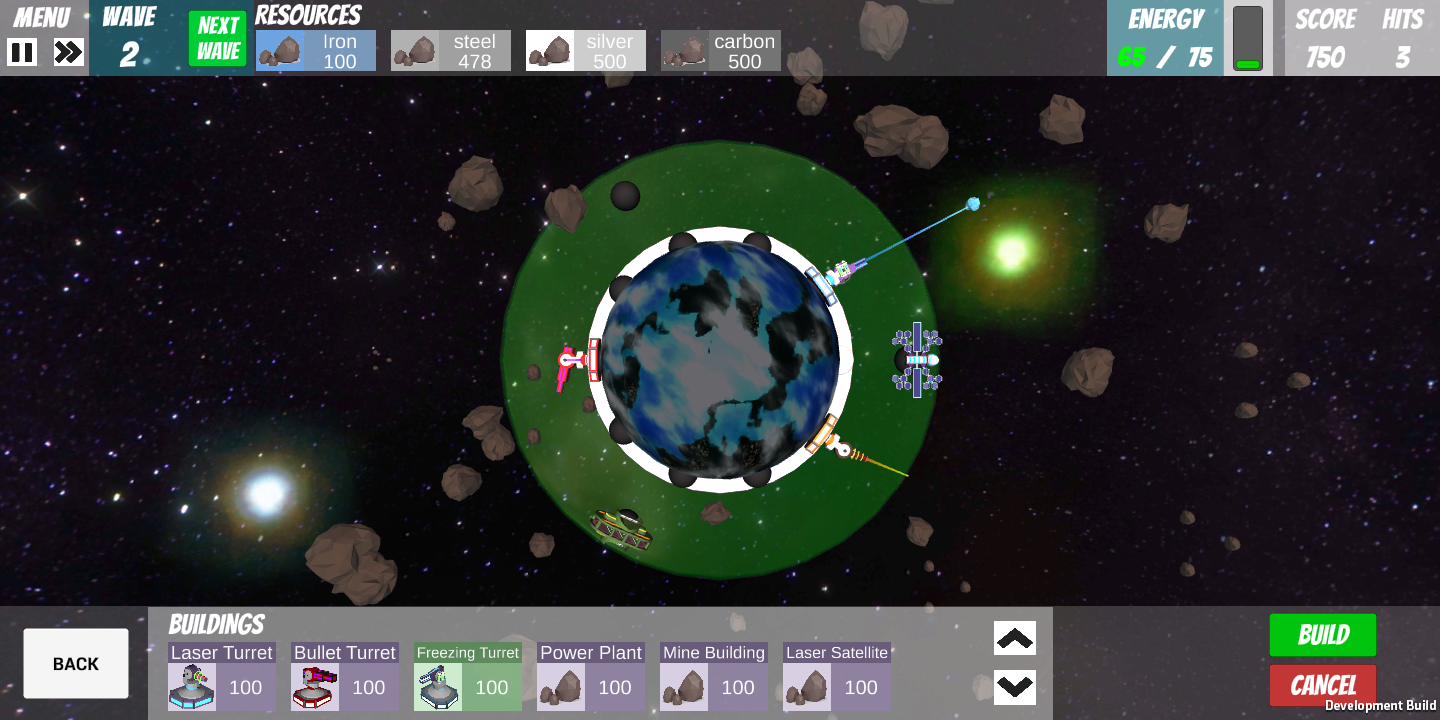 MENU
WAVE
2
NEXT
WAVE
RESOURCES
Iron
100
steel
478
silver
500
carbon
500
ENERGY
65 / 75
SCORE
750
HITS
3
BACK
BUILDINGS
Laser Turret
100
Bullet Turret
100
Freezing Turret
100
Power Plant
100
Mine Building
100
Laser Satellite
100
BUILD
CANCEL
Development Build